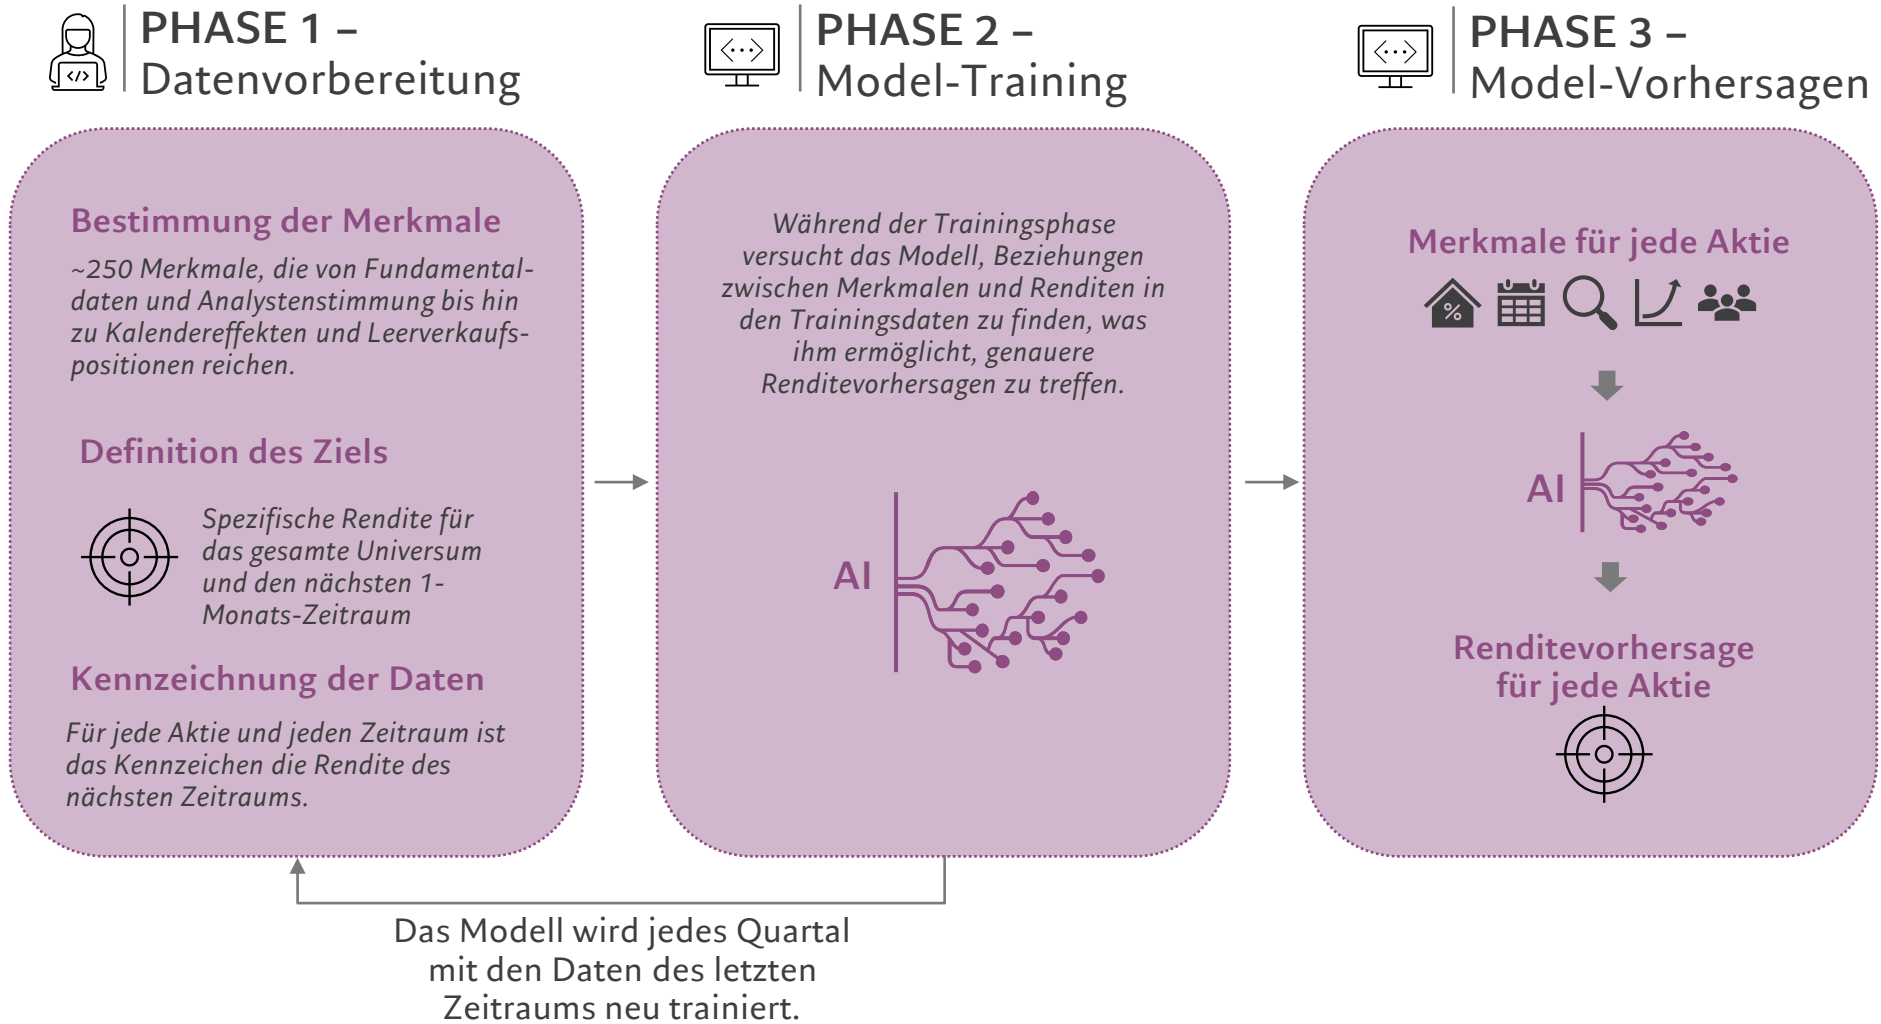 PHASE 1 –
Datenvorbereitung
Bestimmung der Merkmale
~250 Merkmale, die von Fundamental-
daten und Analystenstimmung bis hin
zu Kalendereffekten und Leerverkaufs-
positionen reichen.
Definition des Ziels
Spezifische Rendite für
das gesamte Universum
und den nächsten 1-
Monats-Zeitraum
Kennzeichnung der Daten
Für jede Aktie und jeden Zeitraum ist
das Kennzeichen die Rendite des
nächsten Zeitraums.
PHASE 2 –
Model-Training
Während der Trainingsphase
versucht das Modell, Beziehungen
zwischen Merkmalen und Renditen in
den Trainingsdaten zu finden, was
ihm ermöglicht, genauere
Renditevorhersagen zu treffen.
AI
PHASE 3 –
Model-Vorhersagen
Merkmale für jede Aktie
%
AI
Renditevorhersage
für jede Aktie
Das Modell wird jedes Quartal
mit den Daten des letzten
Zeitraums neu trainiert.